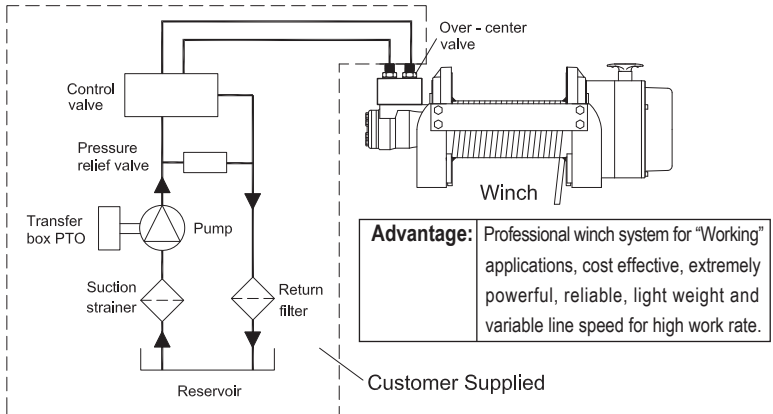 Over - center
valve
Control
valve
Pressure
relief valve
Transfer
box PTO
Pump
Suction
strainer
Return
filter
Reservoir
Winch
Advantage:
Professional winch system for “Working”
applications, cost effective, extremely
powerful, reliable, light weight and
variable line speed for high work rate.
Customer Supplied